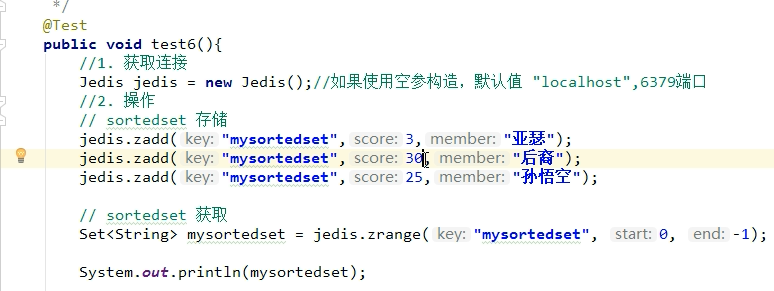 */
@Test
public void test6(){
//1. 获取连接
Jedis jedis = new Jedis();//如果使用空参构造，默认值 "localhost",6379端口
//2. 操作
// sortedset 存储
jedis.zadd( key: "mysortedset", score: 3, member: "亚瑟");
jedis.zadd( key: "mysortedset", score: 30, member: "后裔");
jedis.zadd( key: "mysortedset", score: 25, member: "孙悟空");
// sortedset 获取
Set<String> mysortedset = jedis.zrange( key: "mysortedset", start: 0, end: -1);
System.out.println(mysortedset);